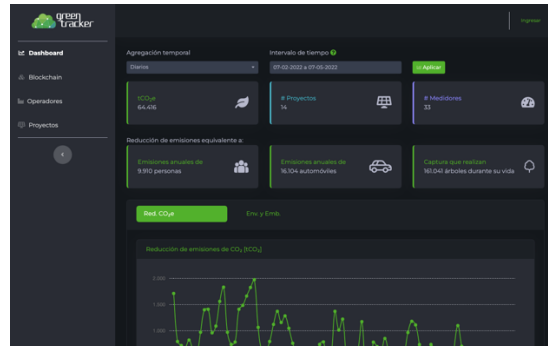 green
tracker
Ingresar
Dashboard
Blockchain
Operadores
Proyectos
Agregación temporal
Diarios
Intervalo de tiempo
07-02-2022 a 07-05-2022
Aplicar
tCO₂e
64.416
# Proyectos
14
# Medidores
33
Reducción de emisiones equivalente a:
Emisiones anuales de
9.910 personas
Emisiones anuales de
16.104 automóviles
Captura que realizan
161.041 árboles durante su vida
Red. CO₂e
Env. y Emb.
Reducción de emisiones de CO₂ [tCO₂]
2.000
1.500
1.000